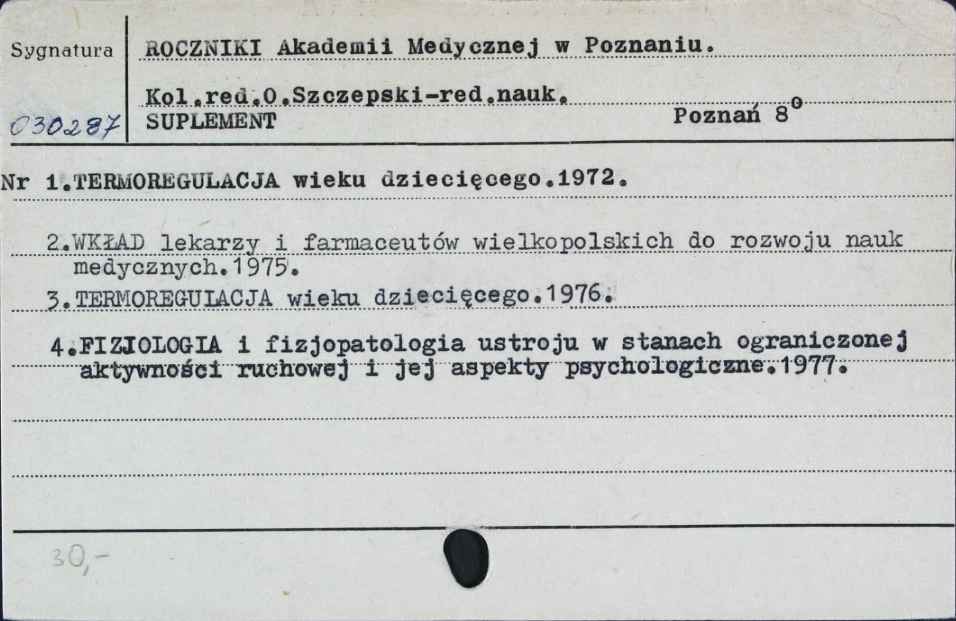 Sygnatura
ROCZNIKI Akademii Medycznej w Poznaniu.
Kol.red.O.Szczepski-red.nauk.
030287
SUPLEMENT Poznań 8⁰
Nr 1.TERMOREGULACJA wieku dziecięcego.1972.
2.WKŁAD lekarzy i farmaceutów wielkopolskich do rozwoju nauk
medycznych.1975.
3.TERMOREGULACJA wieku dziecięcego.1976.
4.FIZJOLOGIA i fizjopatologia ustroju w stanach ograniczonej
aktywności ruchowej i jej aspekty psychologiczne.1977.
30,-